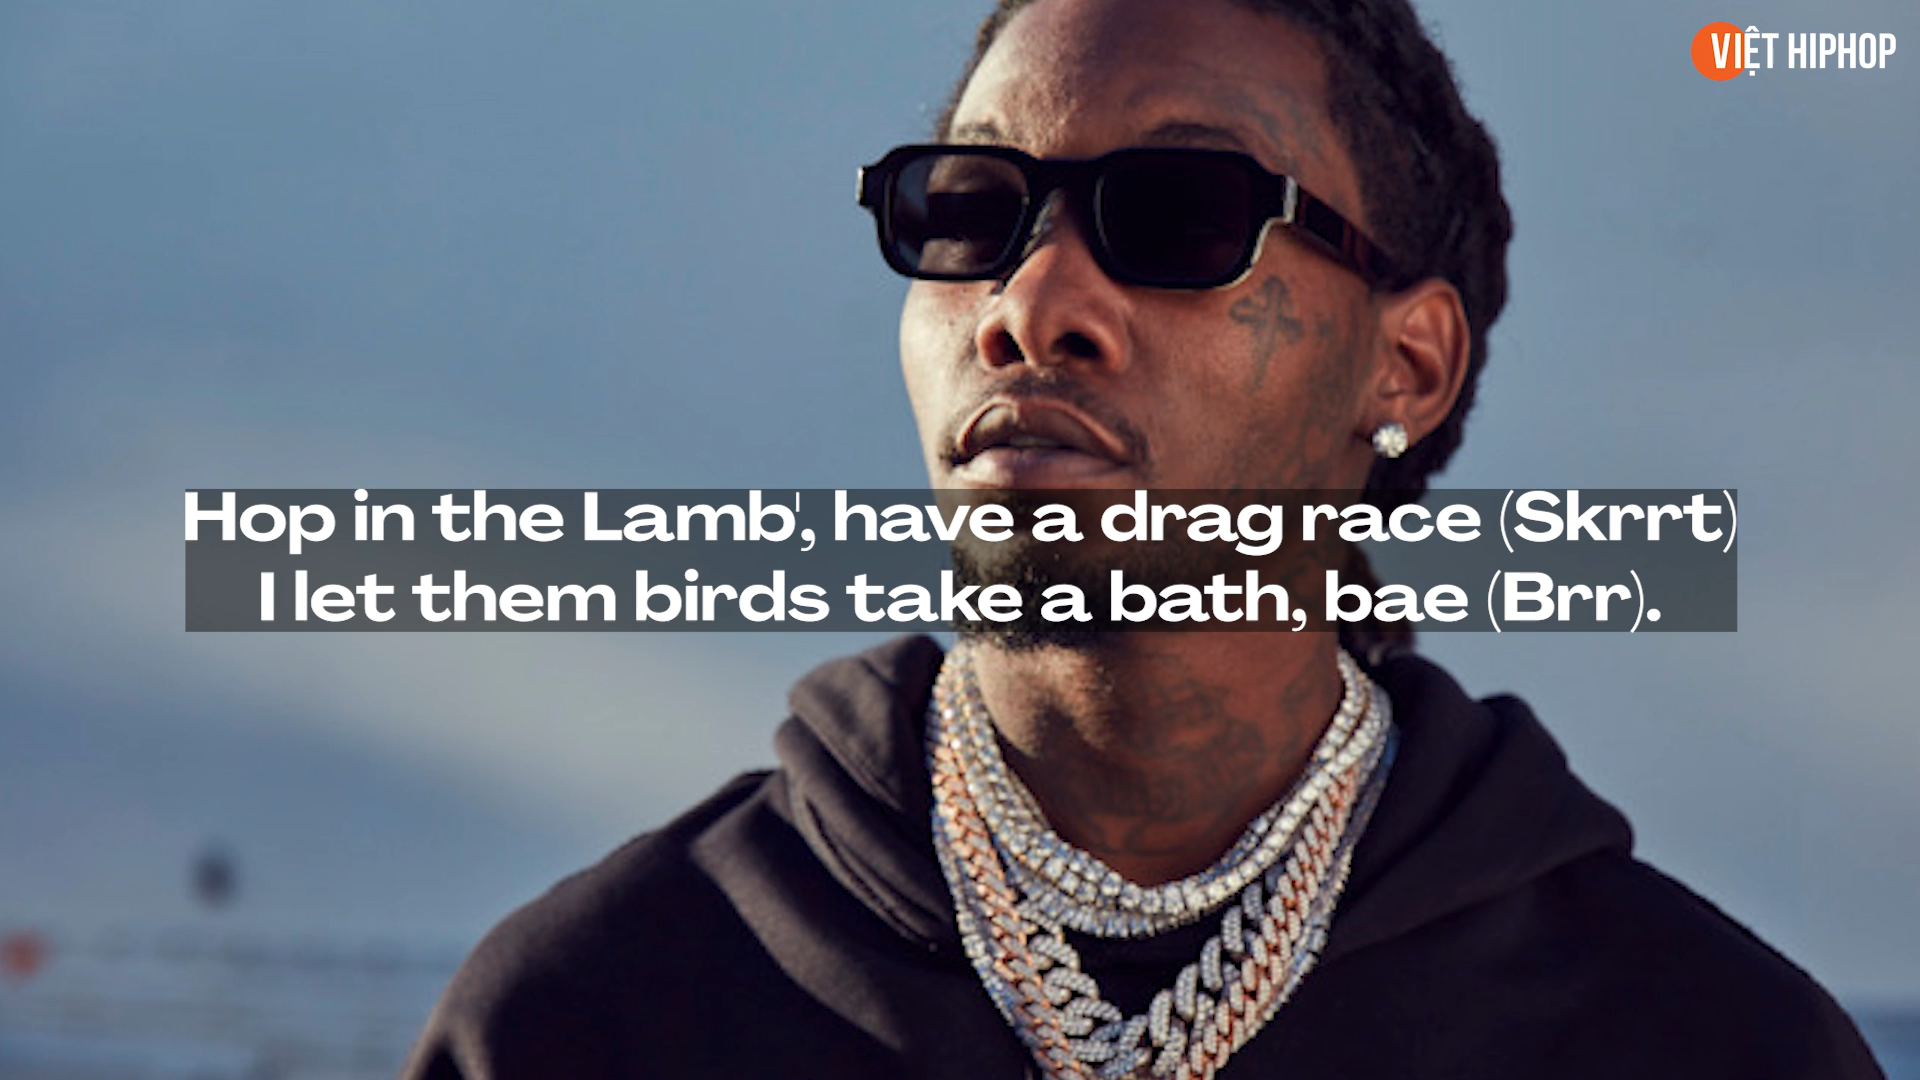 VIỆT HIPHOP
Hop in the Lamb', have a drag race (Skrrt)
I let them birds take a bath, bae (Brr).